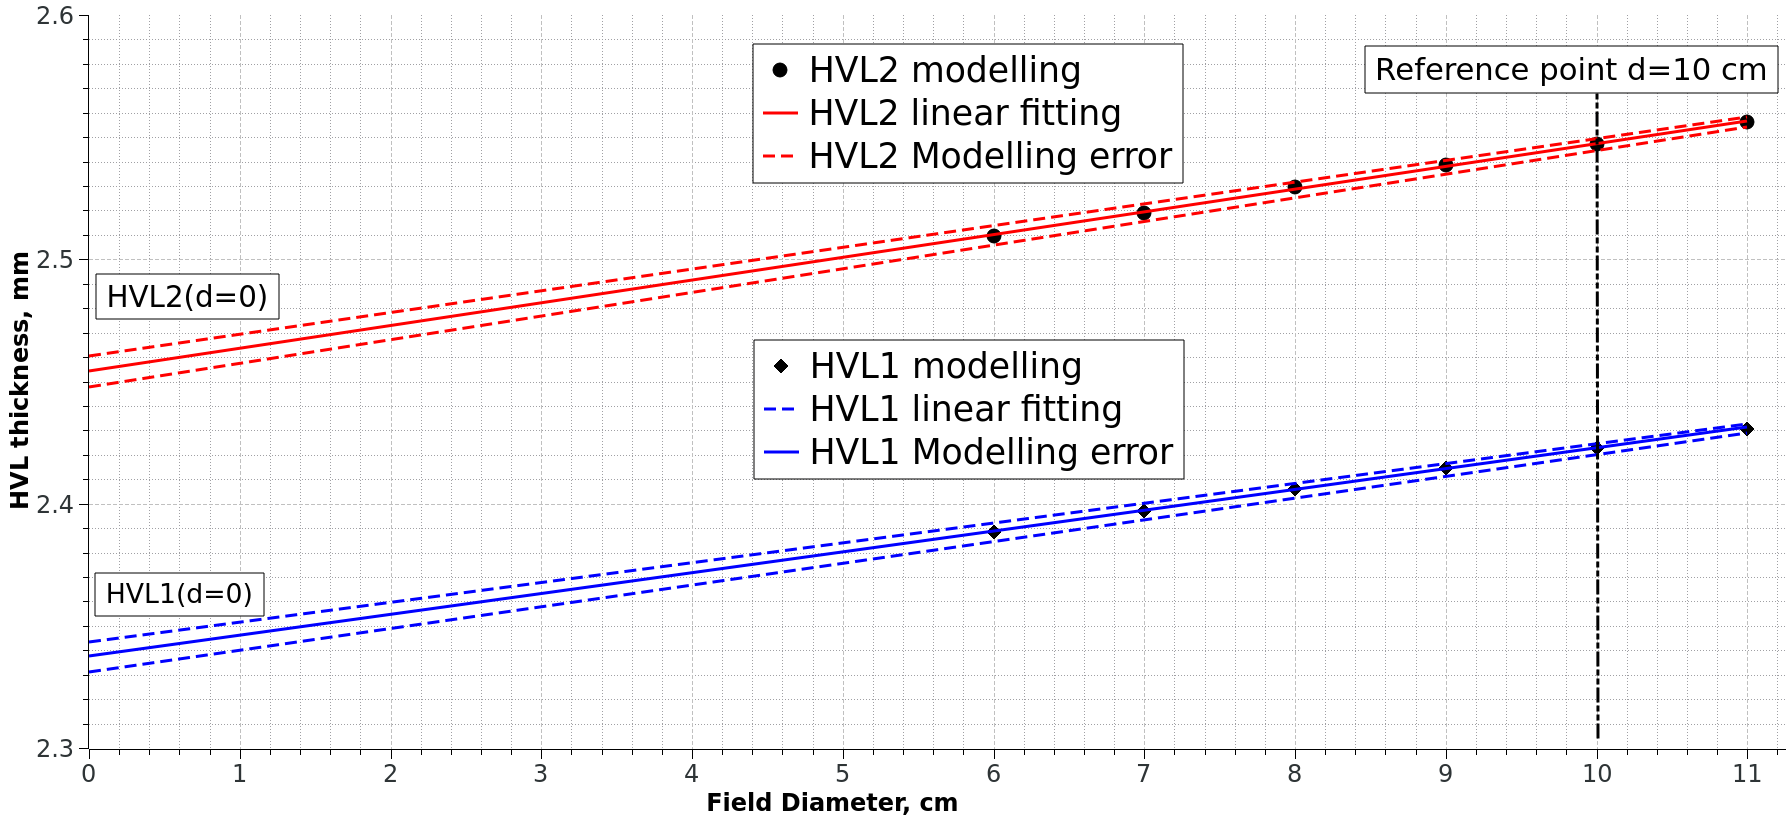 2.6
2.5
2.4
2.3
HVL thickness, mm
HVL2 modelling
HVL2 linear fitting
HVL2 Modelling error
Reference point d=10 cm
HVL2(d=0)
HVL1 modelling
HVL1 linear fitting
HVL1 Modelling error
HVL1(d=0)
0 1 2 3 4 5 6 7 8 9 10 11
Field Diameter, cm